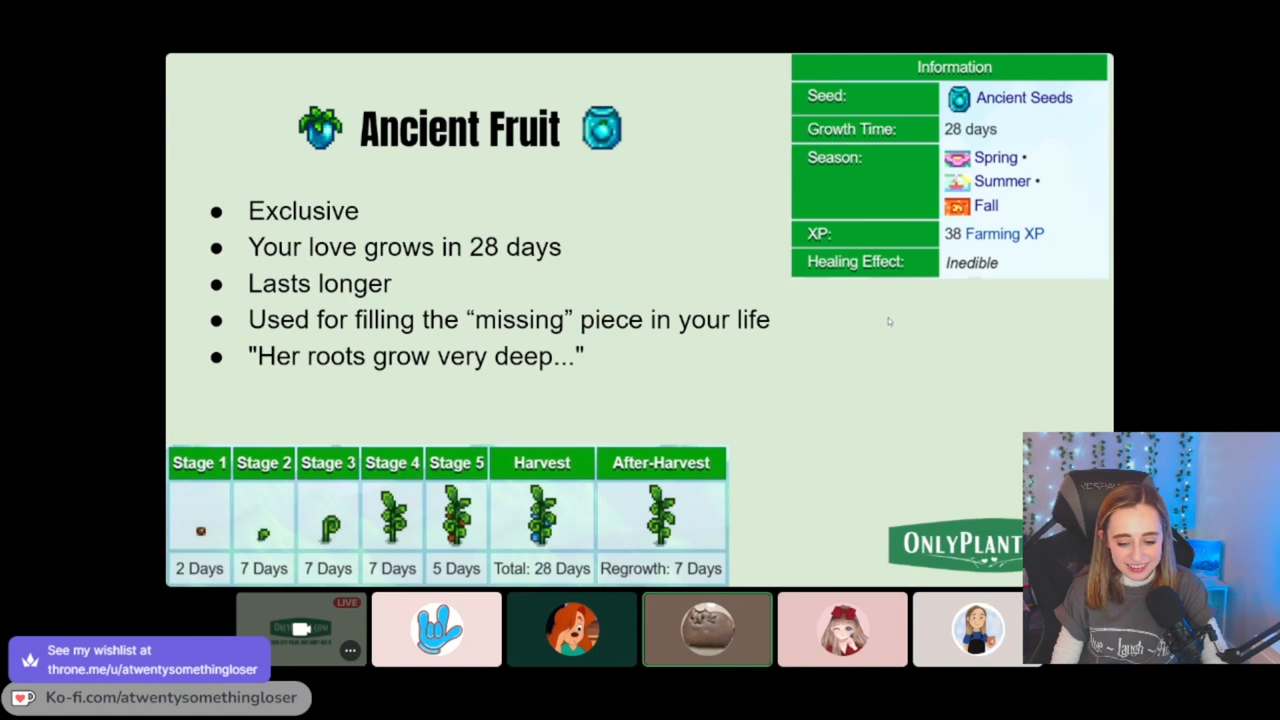 Ancient Fruit
Exclusive
Your love grows in 28 days
Lasts longer
Used for filling the “missing” piece in your life
"Her roots grow very deep..."
Information
Seed: Ancient Seeds
Growth Time: 28 days
Season: Spring •
Summer •
Fall
XP: 38 Farming XP
Healing Effect: Inedible
Stage 1 Stage 2 Stage 3 Stage 4 Stage 5 Harvest After-Harvest
2 Days 7 Days 7 Days 7 Days 5 Days Total: 28 Days Regrowth: 7 Days
ONLYPLANT
LIVE
See my wishlist at
throne.me/u/atwentysomethingloser
Ko-fi.com/atwentysomethingloser